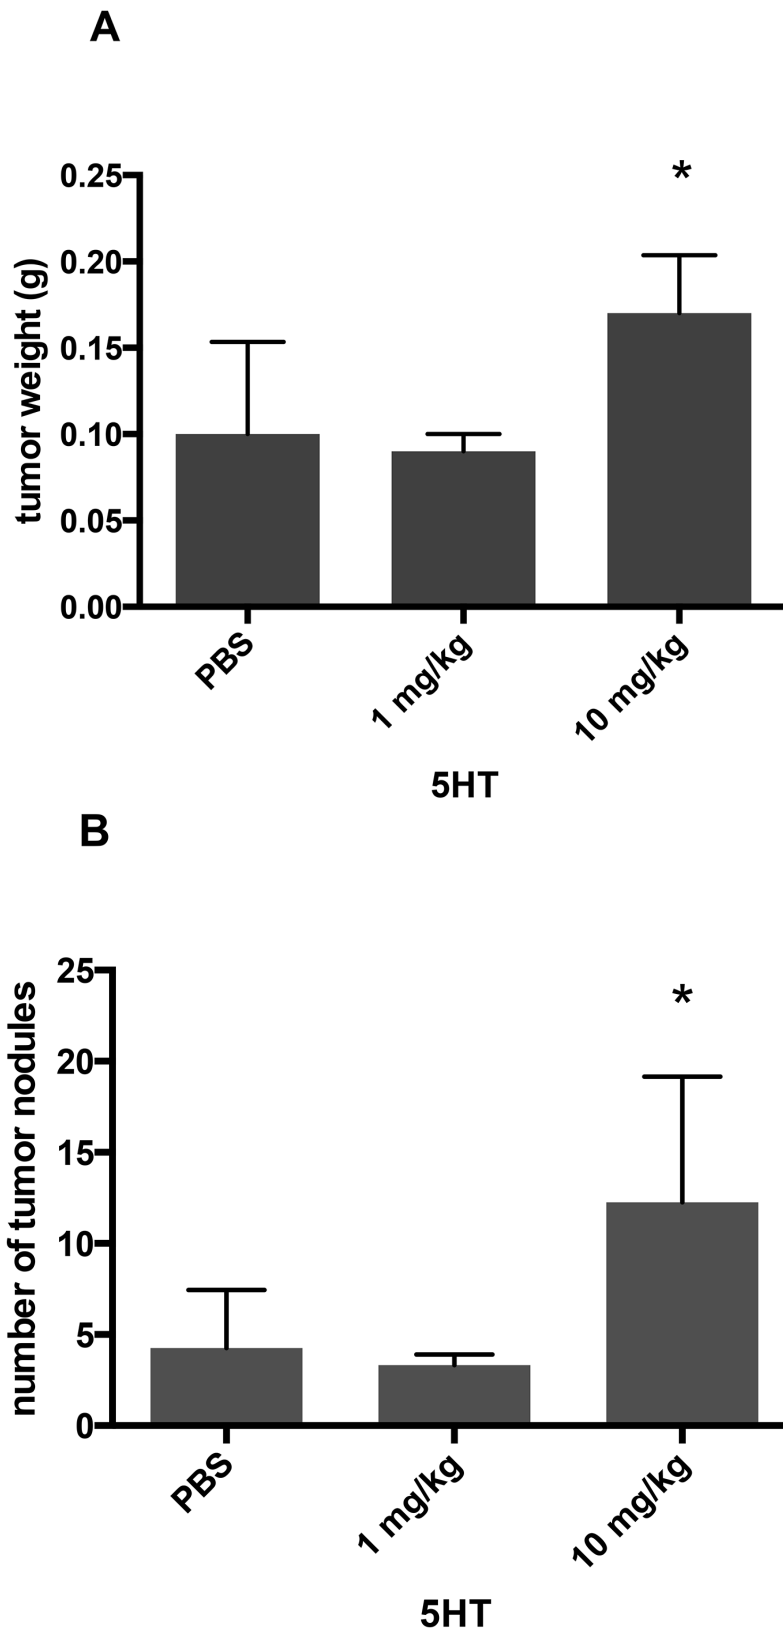 A
*
0.25
0.20
0.15
0.10
0.05
0.00
tumor weight (g)
PBS
1 mg/kg
10 mg/kg
5HT
B
*
25
20
15
10
5
0
number of tumor nodules
PBS
1 mg/kg
10 mg/kg
5HT